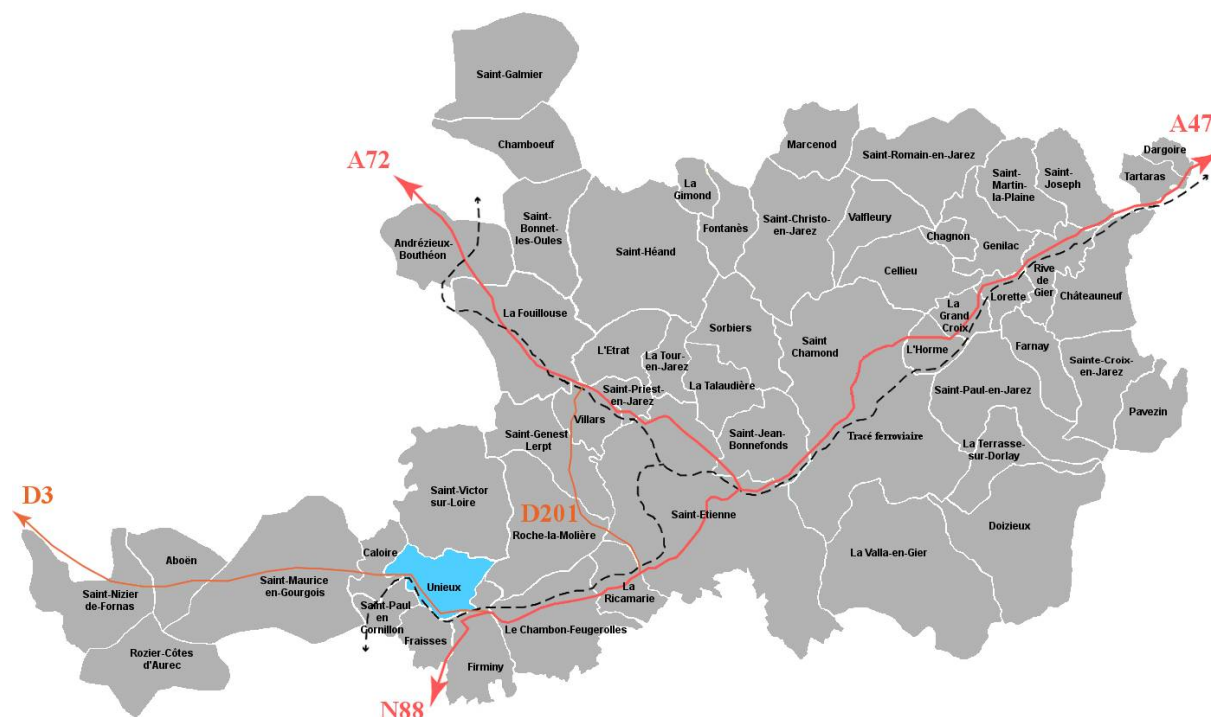 Saint-Galmier
Chamboeuf
A72
Marcenod
Saint-Romain-en-Jarez
A47
Dargoire
Tartaras
La
Gimond
Saint-
Martin-
la-Plaine
Saint-
Joseph
Saint-
Bonnet-
les-Oules
Andrézieux-
Bouthéon
Saint-Héand
Fontanès
Saint-Christo-
en-Jarez
Valfleury
Chagnon
Genilac
Cellieu
Rive
de
Gier
Châteauneuf
Lorette
La
Grand
Croix
La Fouillouse
Sorbiers
Saint
Chamond
L'Horme
Farnay
L'Etrat
La Tour-
en-Jarez
Sainte-Croix-
en-Jarez
Saint-Priest-
en-Jarez
La Talaudière
Saint-Paul-en-Jarez
Pavezin
Villars
Saint-Genest
Lerpt
Saint-Jean-
Bonnefonds
Tracé ferroviaire
La Terrasse-
sur-Dorlay
Saint-Victor
sur-Loire
D3
D201
Roche-la-Molière
Saint-Etienne
Doizieux
La Valla-en-Gier
Caloire
Aboën
Saint-Maurice
en-Gourgois
Unieux
Saint-Nizier
de-Fornas
Saint-Paul
en
Cornillon
La
Ricamarie
Le Chambon-Feugerolles
Fraisses
Rozier-Côtes
d'Aurec
Firminy
N88